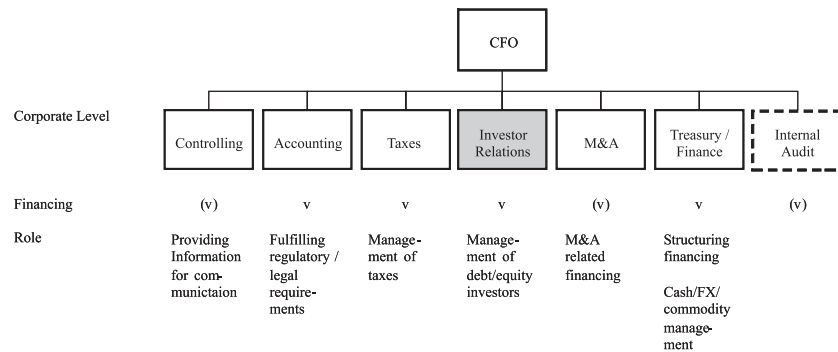 CFO
Corporate Level
Controlling
Accounting
Taxes
Investor
Relations
M&A
Treasury /
Finance
Internal
Audit
Financing (v) v v v (v) v (v)
Role
Providing
Information
for com-
munictaion
Fulfilling
regulatory /
legal
require-
ments
Manage-
ment of
taxes
Manage-
ment of
debt/equity
investors
M&A
related
financing
Structuring
financing
Cash/FX/
commodity
manage-
ment